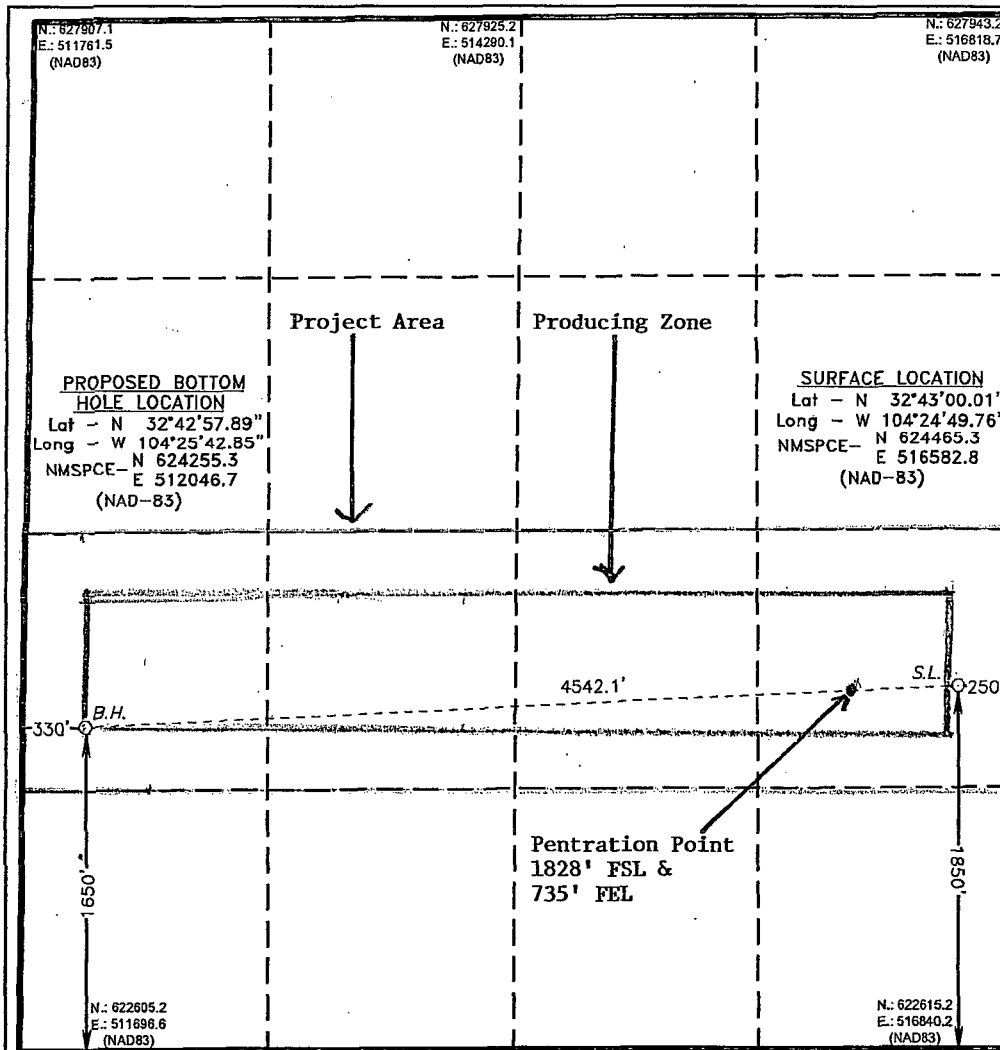 N.: 627907.1
E.: 511761.5
(NAD83)
N.: 627925.2
E.: 514290.1
(NAD83)
N.: 627943.2
E.: 516818.7
(NAD83)
Project Area
Producing Zone
PROPOSED BOTTOM
HOLE LOCATION
Lat - N 32°42'57.89"
Long - W 104°25'42.85"
NMSPCE- N 624255.3
E 512046.7
(NAD-83)
SURFACE LOCATION
Lat - N 32°43'00.01"
Long - W 104°24'49.76"
NMSPCE- N 624465.3
E 516582.8
(NAD-83)
4542.1'
S.L.
250'
B.H.
330'
Pentration Point
1828' FSL &
735' FEL
1650'
1850'
N.: 622605.2
E.: 511696.6
(NAD83)
N.: 622615.2
E.: 516840.2
(NAD83)